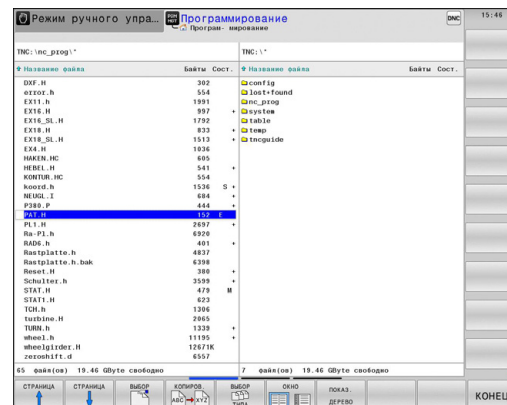 Режим ручного упра... Программирование DNC 15:46
Програм- мирование
TNC:\nc_prog\* TNC:\*
Название файла Байты Сост. Название файла Байты Сост.
DXF.H 302 config
error.h 554 lost+found
EX11.h 1991 nc_prog
EX16.H 997 + system
EX16_SL.H 1792 table
EX18.H 833 + temp
EX18_SL.H 1513 + tncguide
EX4.H 1036
HAKEN.HC 605
HEBEL.H 541 +
KONTUR.HC 554
koord.h 1536 S +
NEUGL.I 684 +
P380.P 444 +
PAT.H 152 E
PL1.H 2697 +
Ra-Pl.h 6920
RAD6.h 401 +
Rastplatte.h 4837
Rastplatte.h.bak 6398
Reset.H 380 +
Schulter.h 3599 +
STAT.H 479 M
STAT1.H 623
TCH.h 1306
turbine.H 2065
TURN.h 1339 +
wheel.h 11195 +
wheelgirder.H 12671K
zeroshift.d 6557
65 файл(ов) 19.46 GByte свободно 7 файл(ов) 19.46 GByte свободно
СТРАНИЦА СТРАНИЦА ВЫБОР КОПИРОВ. ВЫБОР ОКНО ПОКАЗ.
ABC XYZ ТИПА ДЕРЕВО КОНЕЦ